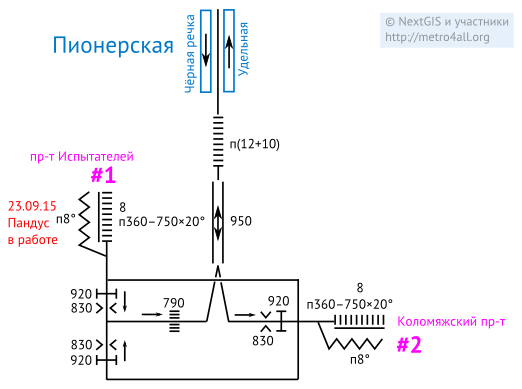 © NextGIS и участники
http://metro4all.org
Пионерская
Чёрная речка
Удельная
п(12+10)
пр-т Испытателей
#1
23.09.15
Пандус
в работе
п8°
8
п360–750×20°
950
920
830
790
920
830
830
920
8
п360–750×20°
Коломяжский пр-т
#2
п8°